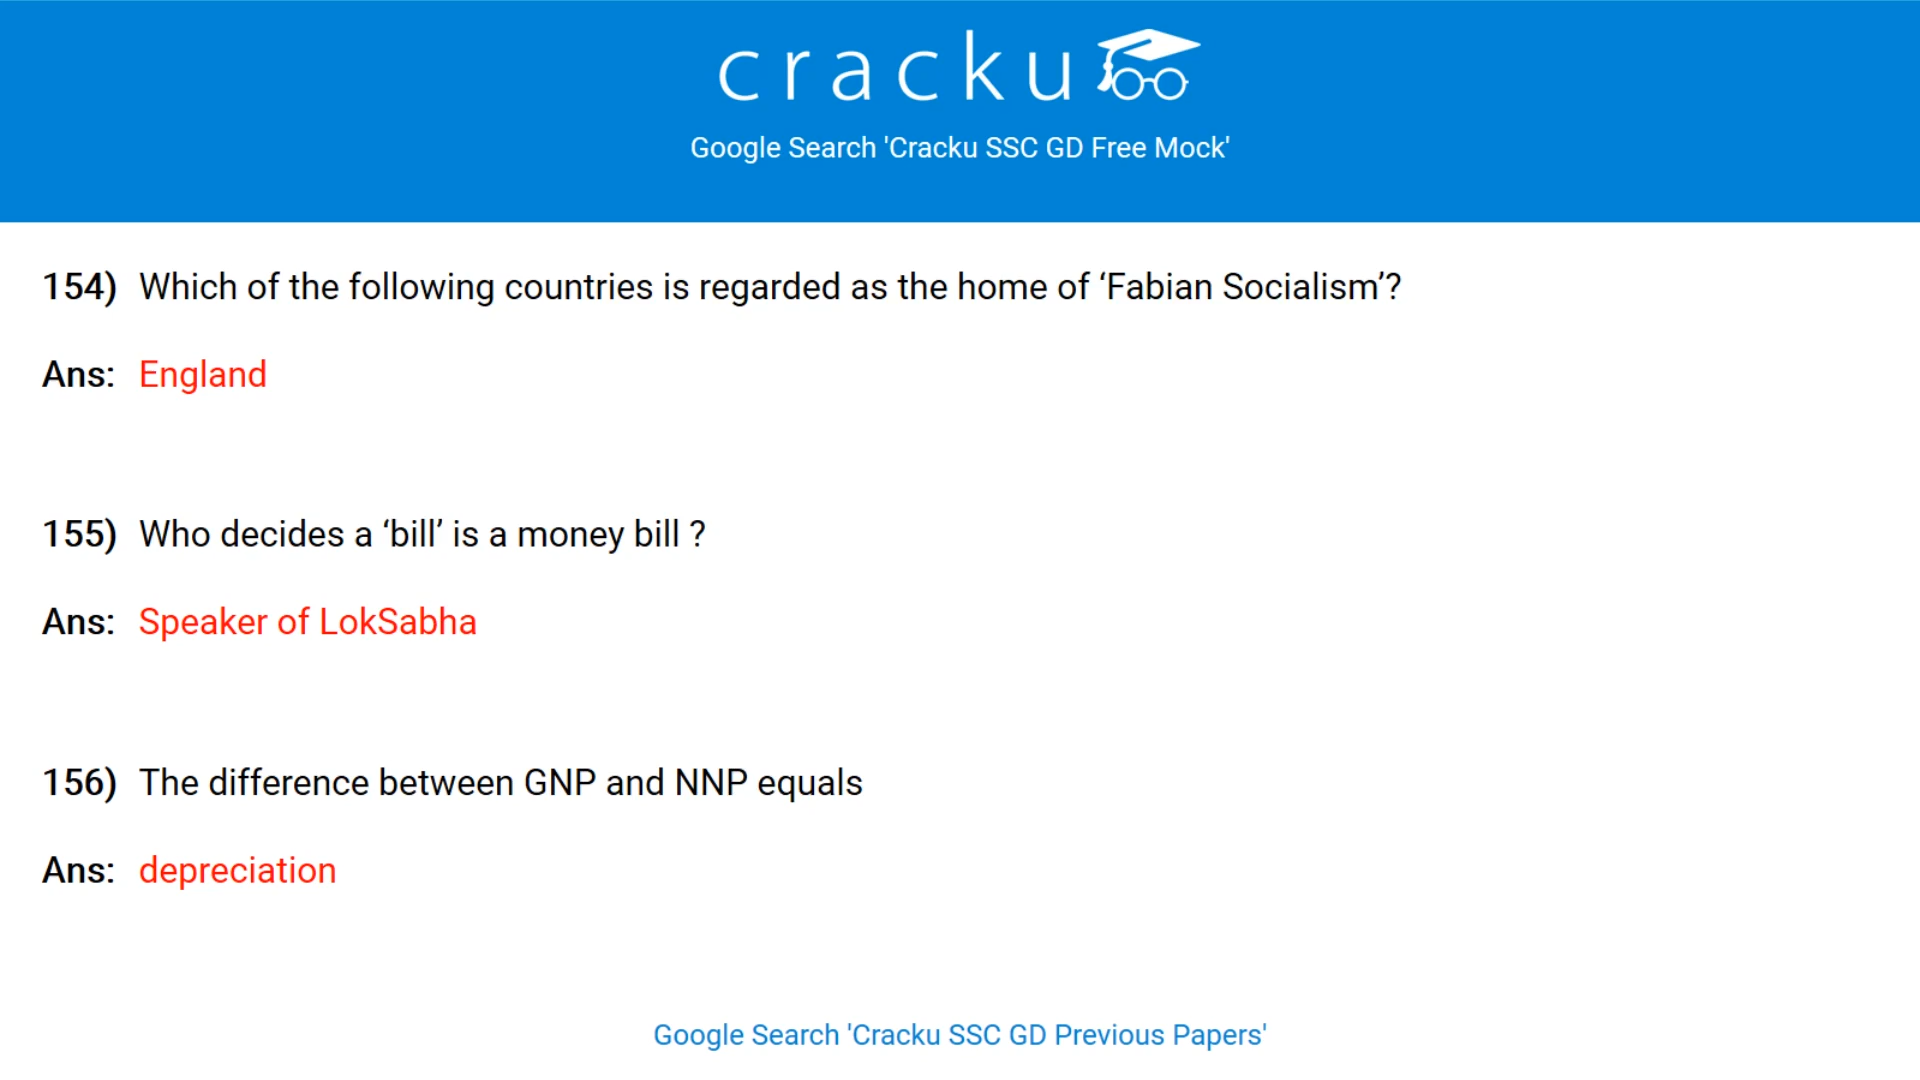 cracku
Google Search 'Cracku SSC GD Free Mock'
154) Which of the following countries is regarded as the home of ‘Fabian Socialism’?
Ans: England
155) Who decides a ‘bill’ is a money bill ?
Ans: Speaker of LokSabha
156) The difference between GNP and NNP equals
Ans: depreciation
Google Search 'Cracku SSC GD Previous Papers'